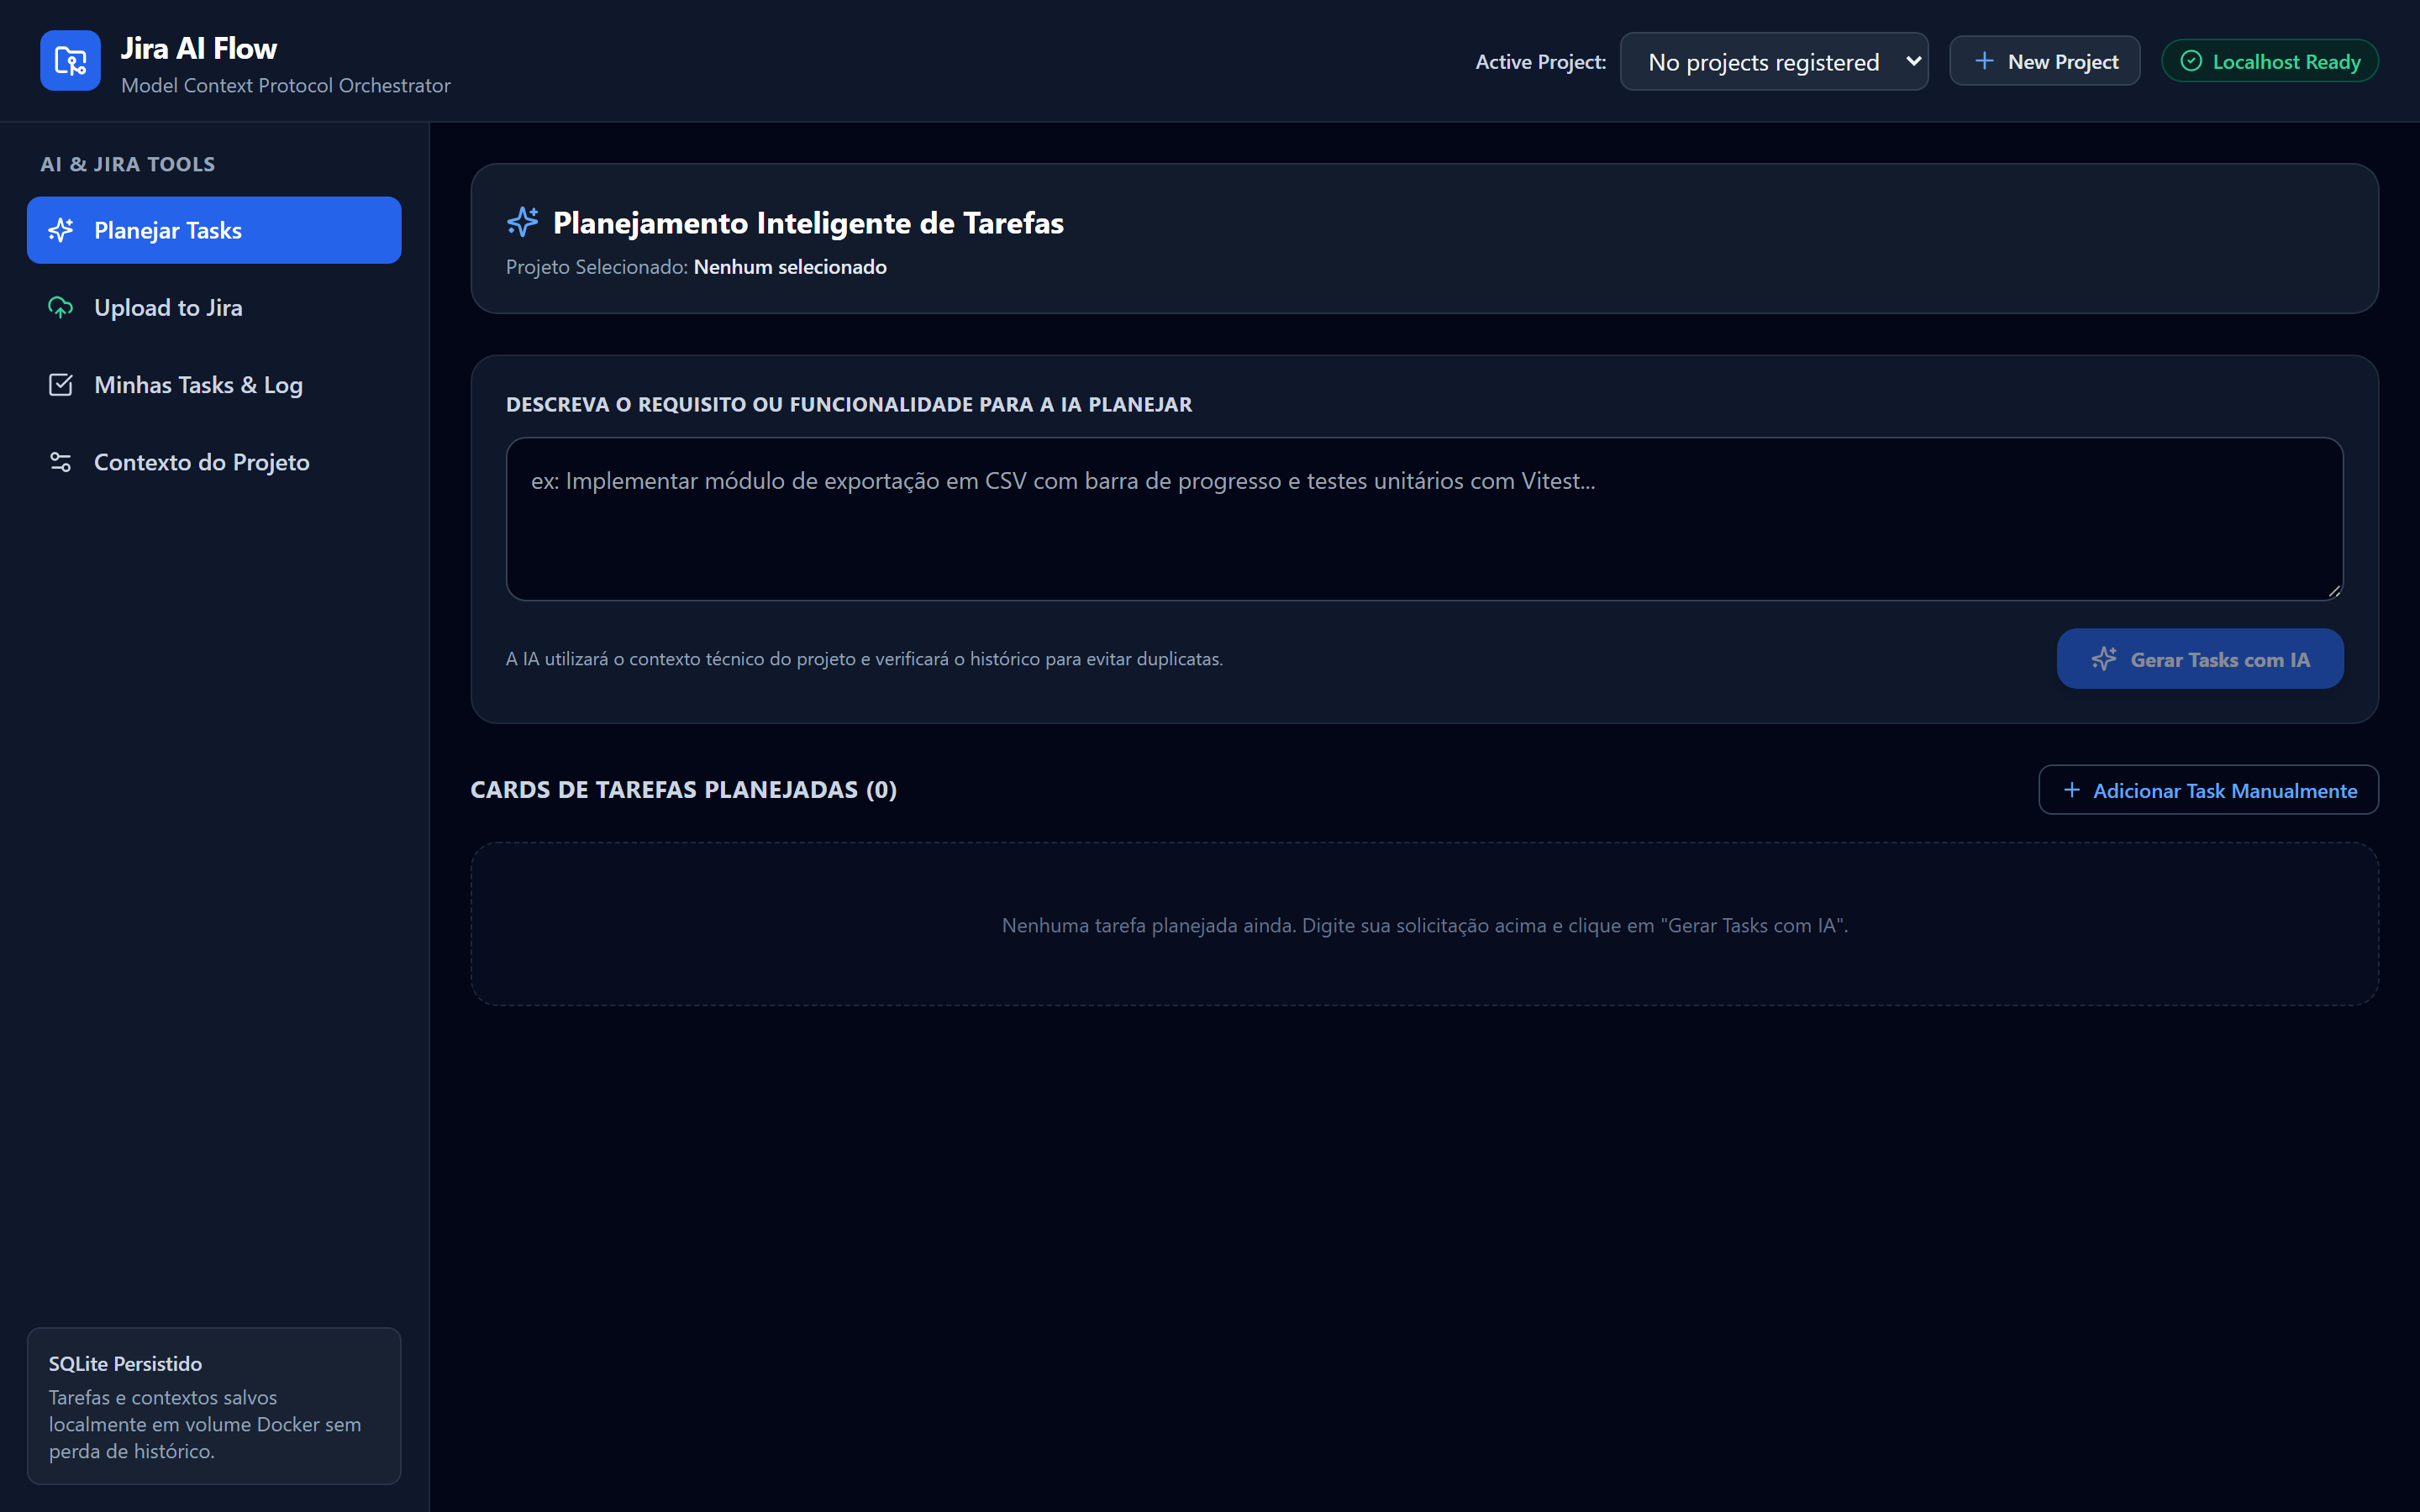 Jira AI Flow
Model Context Protocol Orchestrator
Active Project:
No projects registered
New Project
Localhost Ready
AI & JIRA TOOLS
Planejar Tasks
Upload to Jira
Minhas Tasks & Log
Contexto do Projeto
SQLite Persistido
Tarefas e contextos salvos
localmente em volume Docker sem
perda de histórico.
Planejamento Inteligente de Tarefas
Projeto Selecionado: Nenhum selecionado
DESCREVA O REQUISITO OU FUNCIONALIDADE PARA A IA PLANEJAR
ex: Implementar módulo de exportação em CSV com barra de progresso e testes unitários com Vitest...
A IA utilizará o contexto técnico do projeto e verificará o histórico para evitar duplicatas.
Gerar Tasks com IA
CARDS DE TAREFAS PLANEJADAS (0)
Adicionar Task Manualmente
Nenhuma tarefa planejada ainda. Digite sua solicitação acima e clique em "Gerar Tasks com IA".